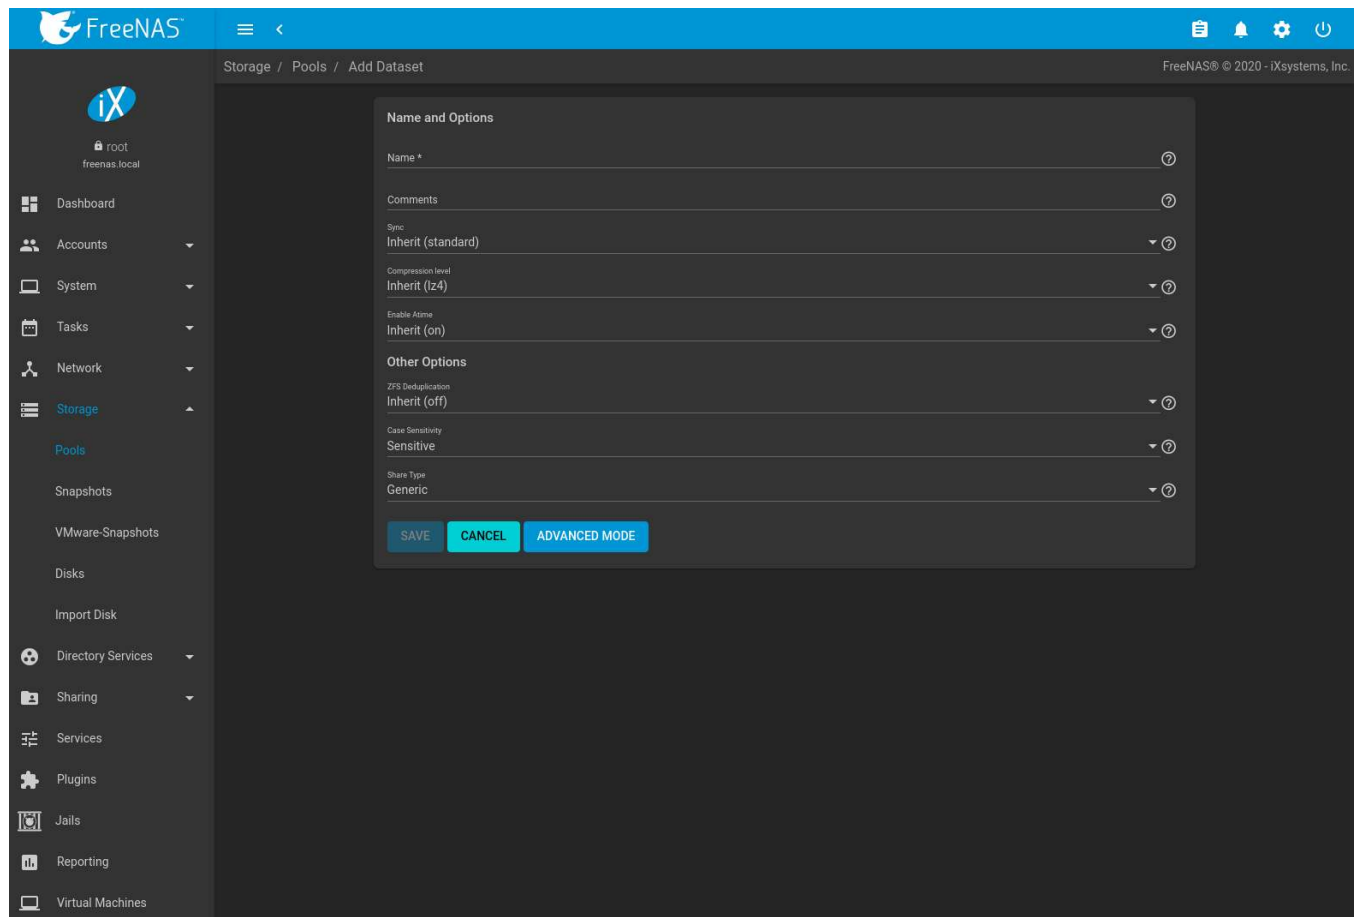 FreeNAS™
Storage / Pools / Add Dataset
FreeNAS® © 2020 - iXsystems, Inc.
iX
root
freenas.local
Dashboard
Accounts
System
Tasks
Network
Storage
Pools
Snapshots
VMware-Snapshots
Disks
Import Disk
Directory Services
Sharing
Services
Plugins
Jails
Reporting
Virtual Machines
Name and Options
Name *
Comments
Sync
Inherit (standard)
Compression level
Inherit (lz4)
Enable Atime
Inherit (on)
Other Options
ZFS Deduplication
Inherit (off)
Case Sensitivity
Sensitive
Share Type
Generic
SAVE CANCEL ADVANCED MODE